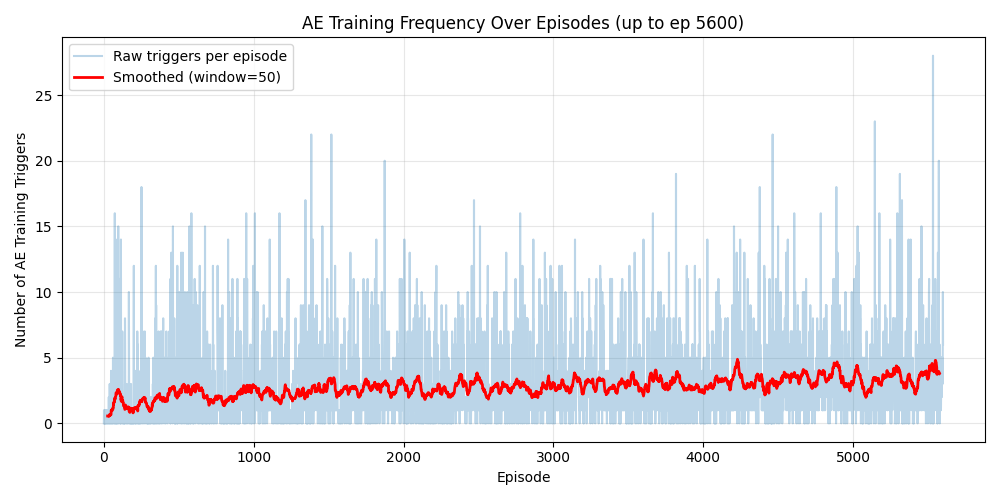 AE Training Frequency Over Episodes (up to ep 5600)
Raw triggers per episode
Smoothed (window=50)
Number of AE Training Triggers
25
20
15
10
5
0
0 1000 2000 3000 4000 5000
Episode